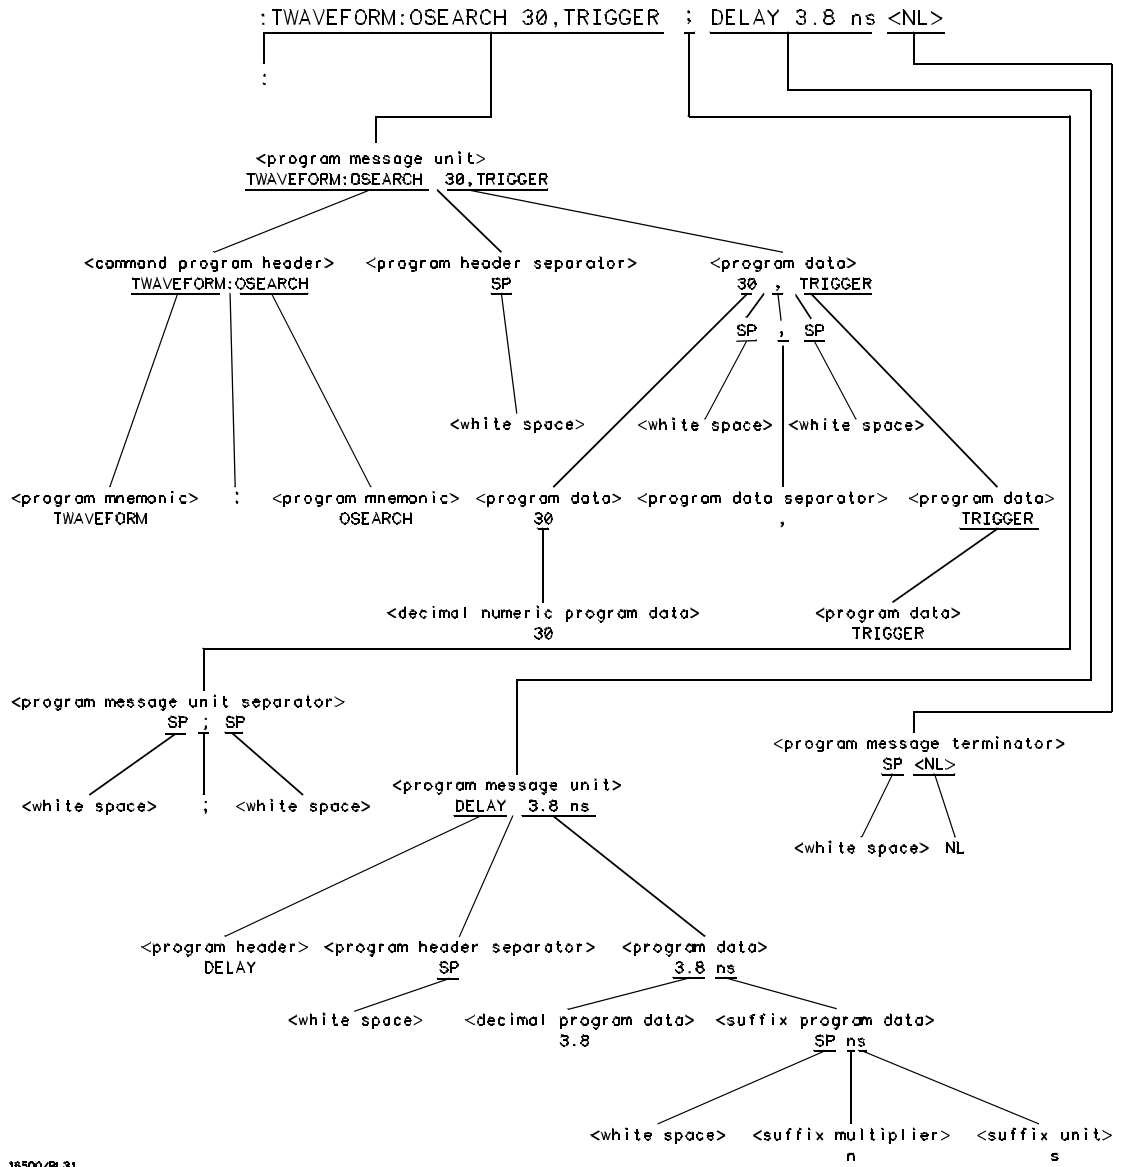 :TWAVEFORM:OSEARCH 30,TRIGGER ; DELAY 3.8 ns <NL>
:
<program message unit>
TWAVEFORM:OSEARCH 30,TRIGGER
<command program header> <program header separator> <program data>
TWAVEFORM:OSEARCH SP 30 , TRIGGER
SP , SP
<white space> <white space> <white space>
<program mnemonic> : <program mnemonic> <program data> <program data separator> <program data>
TWAVEFORM OSEARCH 30 , TRIGGER
<decimal numeric program data> <program data>
30 TRIGGER
<program message unit separator>
SP ; SP
<program message terminator>
SP <NL>
<program message unit>
<white space> ; <white space> DELAY 3.8 ns
<white space> NL
<program header> <program header separator> <program data>
DELAY SP 3.8 ns
<white space> <decimal program data> <suffix program data>
3.8 SP ns
<white space> <suffix multiplier> <suffix unit>
n s
16500/BL31